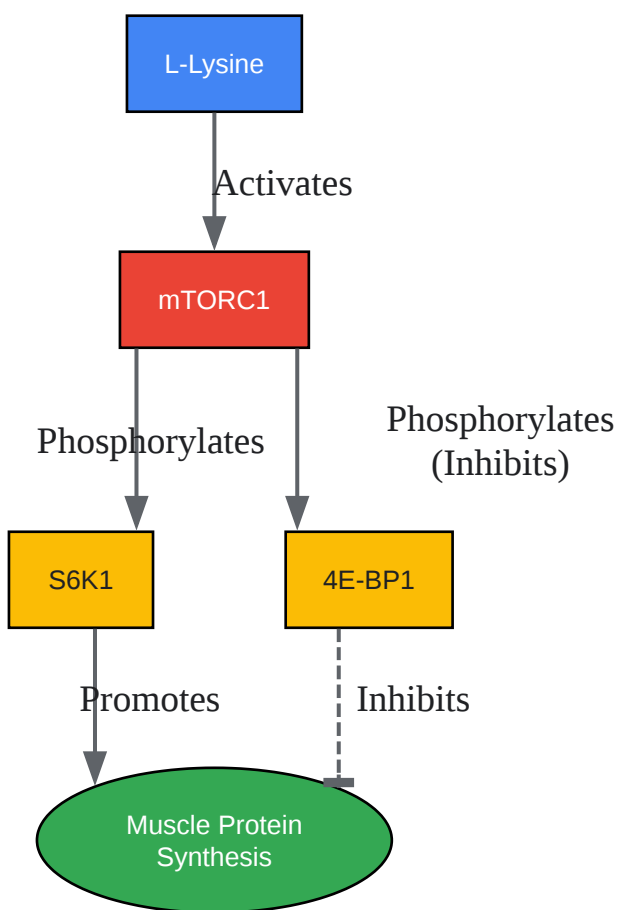 L-Lysine
Activates
mTORC1
Phosphorylates
Phosphorylates
(Inhibits)
S6K1
4E-BP1
Promotes
Inhibits
Muscle Protein
Synthesis